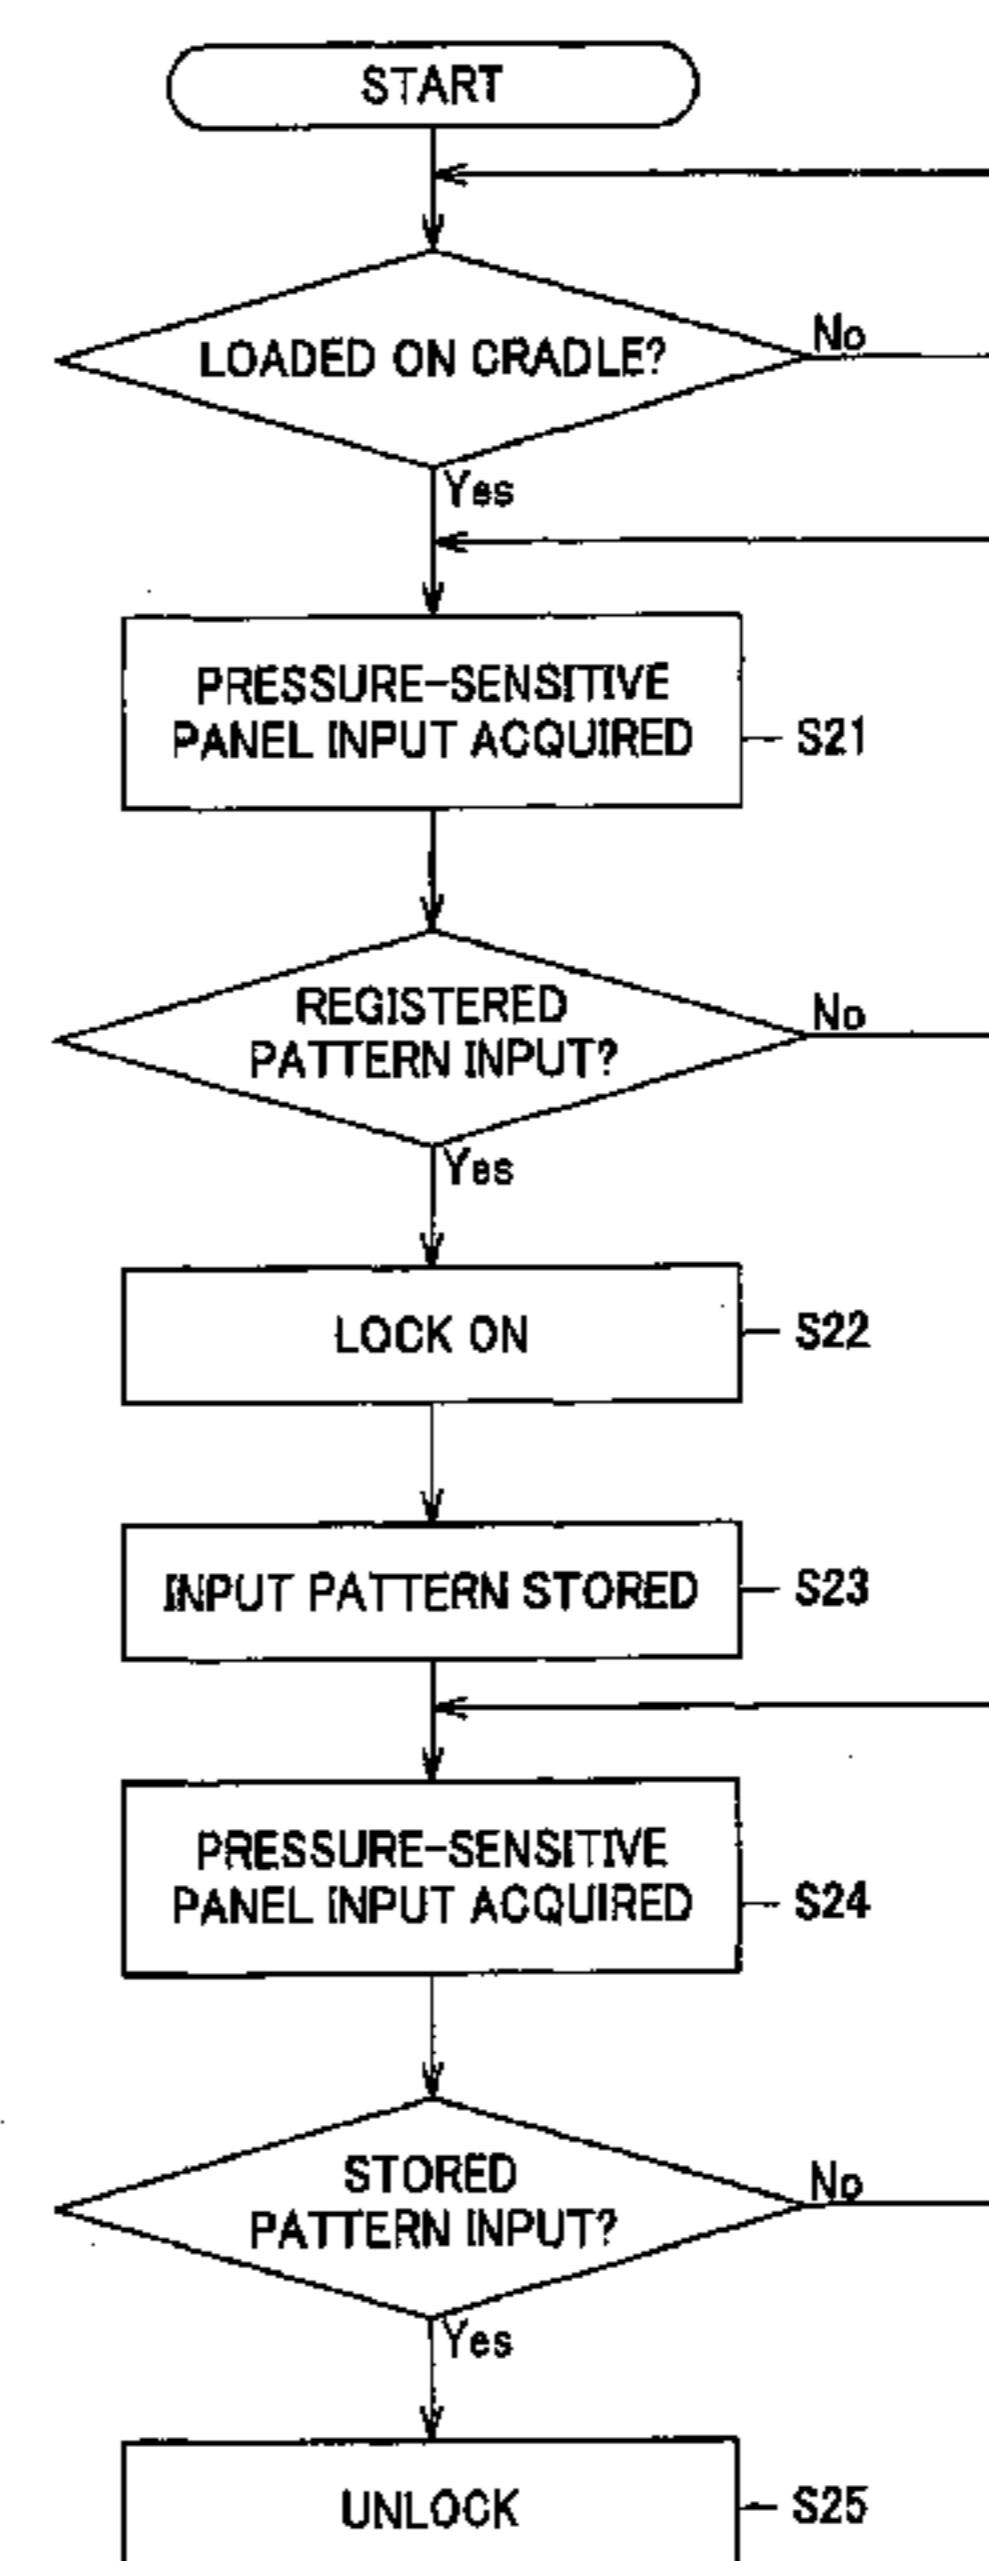 START
LOADED ON CRADLE?
No
Yes
PRESSURE-SENSITIVE
PANEL INPUT ACQUIRED
S21
REGISTERED
PATTERN INPUT?
No
Yes
LOCK ON
S22
INPUT PATTERN STORED
S23
PRESSURE-SENSITIVE
PANEL INPUT ACQUIRED
S24
STORED
PATTERN INPUT?
No
Yes
UNLOCK
S25